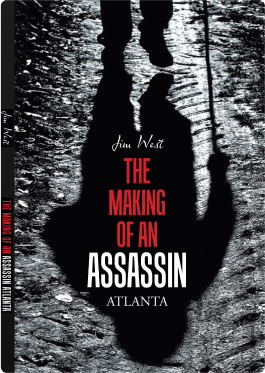 Jim West
THE MAKING OF AN ASSASSIN ATLANTA
Jim West
THE
MAKING
OF AN
ASSASSIN
ATLANTA